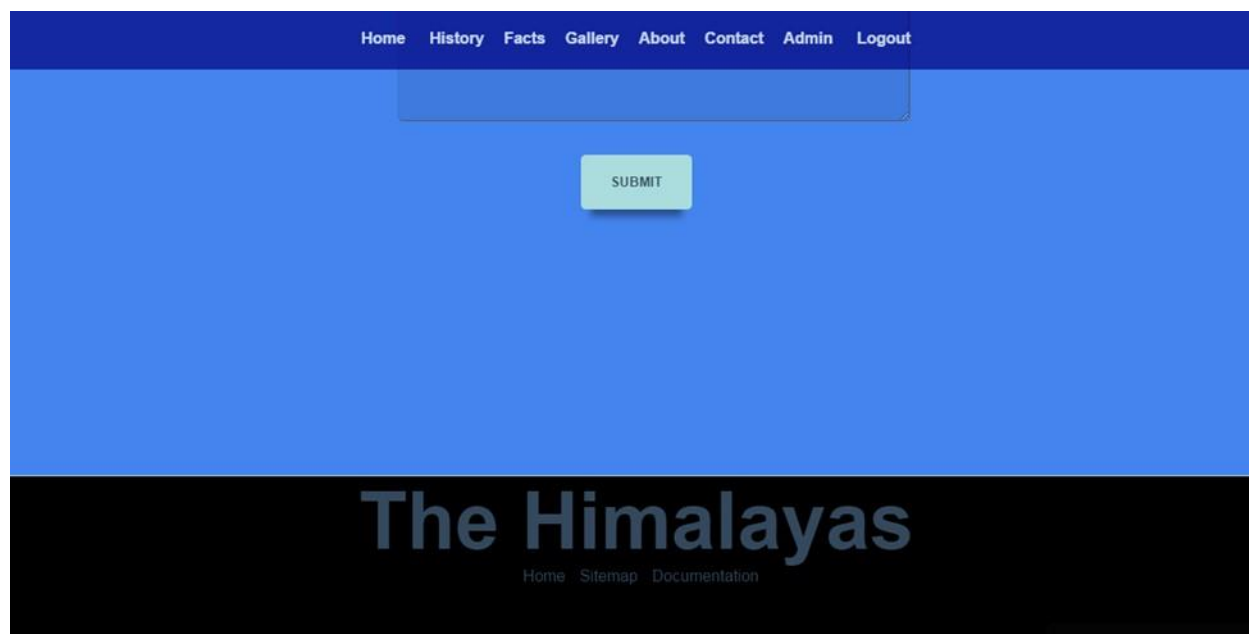 Home History Facts Gallery About Contact Admin Logout
SUBMIT
The Himalayas
Home Sitemap Documentation